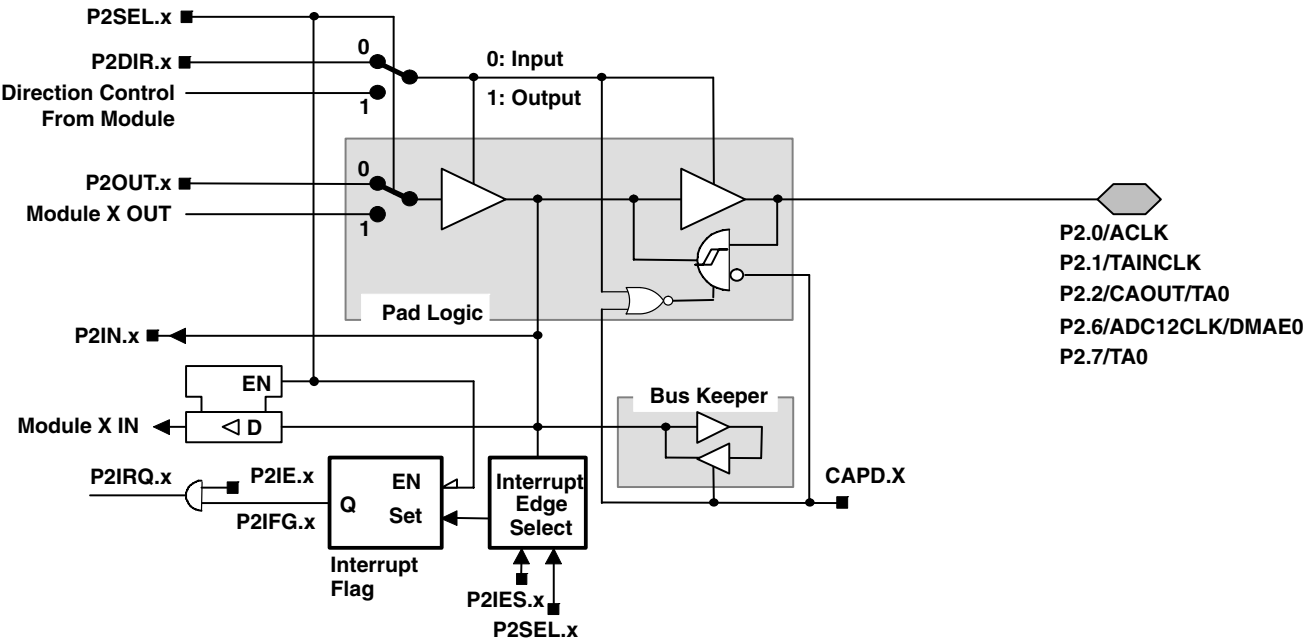 P2SEL.x
P2DIR.x
0
0: Input
Direction Control
From Module
1
1: Output
P2OUT.x
0
Module X OUT
1
P2.0/ACLK
P2.1/TAINCLK
P2.2/CAOUT/TA0
P2.6/ADC12CLK/DMAE0
P2.7/TA0
Pad Logic
P2IN.x
EN
Bus Keeper
Module X IN
D
P2IRQ.x
P2IE.x
P2IFG.x
Q
EN
Set
Interrupt
Edge
Select
CAPD.X
Interrupt
Flag
P2IES.x
P2SEL.x